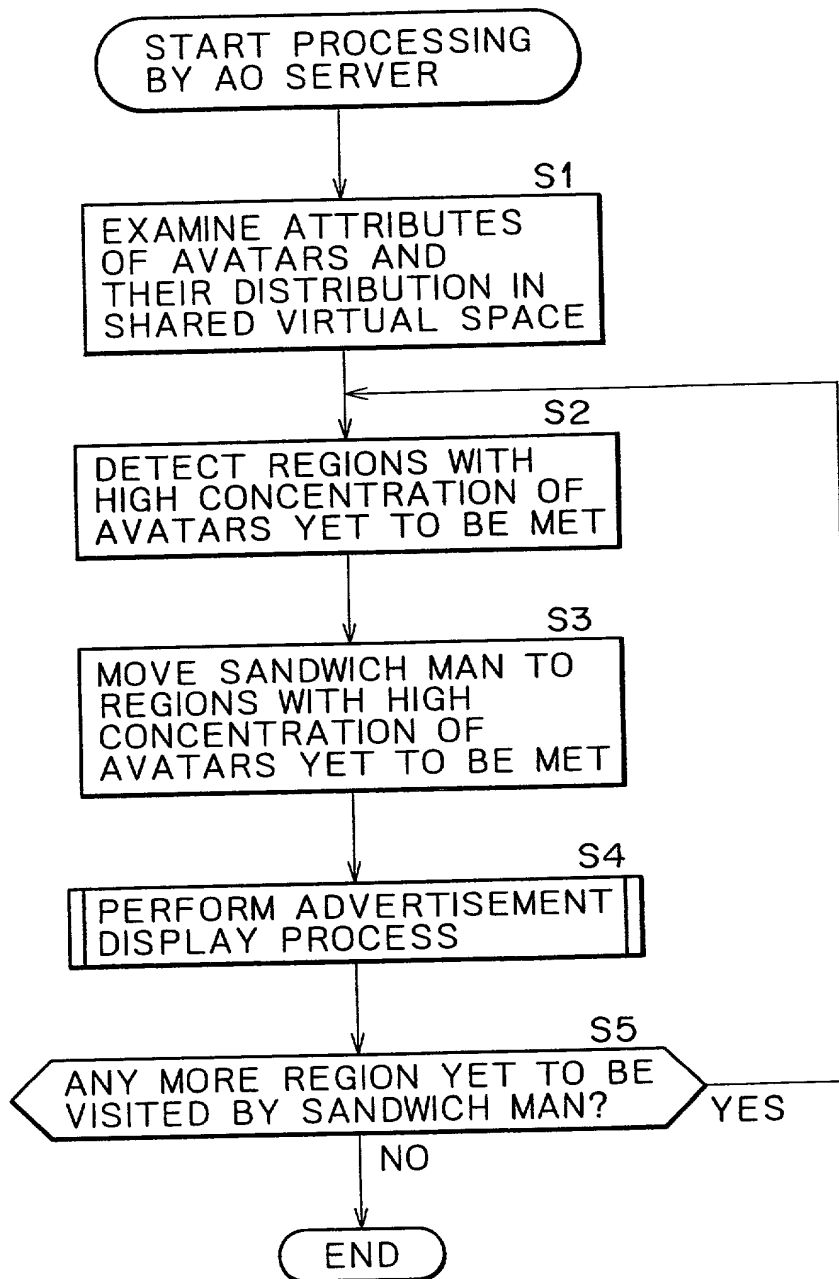 START PROCESSING
BY AO SERVER
S1
EXAMINE ATTRIBUTES
OF AVATARS AND
THEIR DISTRIBUTION IN
SHARED VIRTUAL SPACE
S2
DETECT REGIONS WITH
HIGH CONCENTRATION OF
AVATARS YET TO BE MET
S3
MOVE SANDWICH MAN TO
REGIONS WITH HIGH
CONCENTRATION OF
AVATARS YET TO BE MET
S4
PERFORM ADVERTISEMENT
DISPLAY PROCESS
S5
ANY MORE REGION YET TO BE
VISITED BY SANDWICH MAN?
YES
NO
END